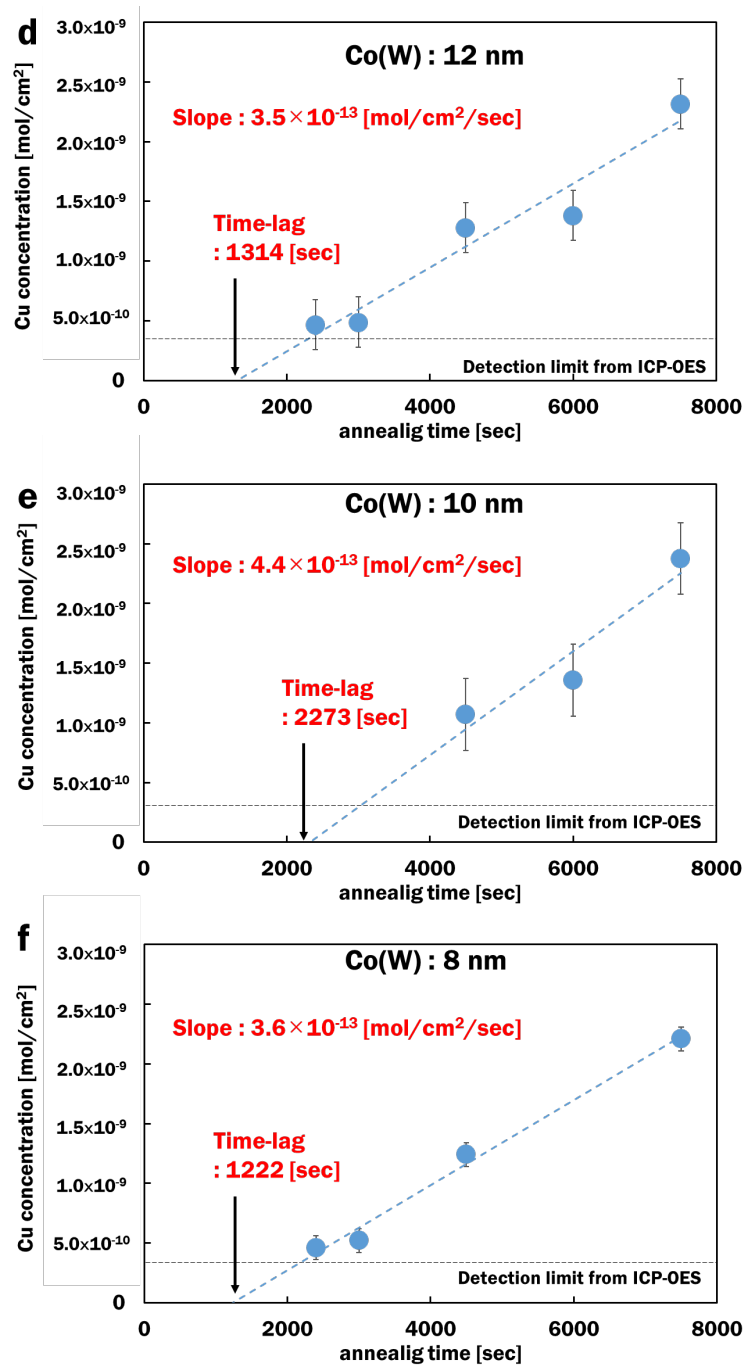 d
Co(W) : 12 nm
Slope : 3.5×10⁻¹³ [mol/cm²/sec]
Time-lag
: 1314 [sec]
Cu concentration [mol/cm²]
3.0×10⁻⁹
2.5×10⁻⁹
2.0×10⁻⁹
1.5×10⁻⁹
1.0×10⁻⁹
5.0×10⁻¹⁰
0
Detection limit from ICP-OES
0 2000 4000 6000 8000
annealig time [sec]
e
Co(W) : 10 nm
Slope : 4.4×10⁻¹³ [mol/cm²/sec]
Time-lag
: 2273 [sec]
Cu concentration [mol/cm²]
3.0×10⁻⁹
2.5×10⁻⁹
2.0×10⁻⁹
1.5×10⁻⁹
1.0×10⁻⁹
5.0×10⁻¹⁰
0
Detection limit from ICP-OES
0 2000 4000 6000 8000
annealig time [sec]
f
Co(W) : 8 nm
Slope : 3.6×10⁻¹³ [mol/cm²/sec]
Time-lag
: 1222 [sec]
Cu concentration [mol/cm²]
3.0×10⁻⁹
2.5×10⁻⁹
2.0×10⁻⁹
1.5×10⁻⁹
1.0×10⁻⁹
5.0×10⁻¹⁰
0
Detection limit from ICP-OES
0 2000 4000 6000 8000
annealig time [sec]